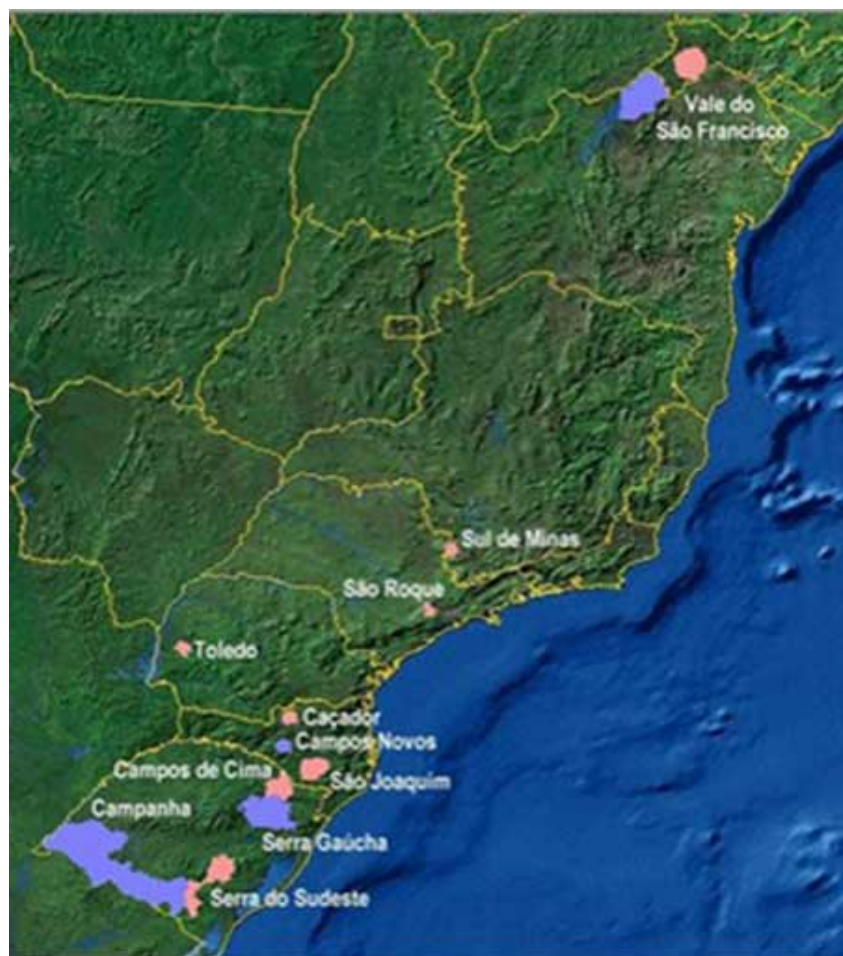 Vale do
São Francisco
Sul de Minas
São Roque
Toledo
Caçador
Campos Novos
Campos de Cima
São Joaquim
Campanha
Serra Gaúcha
Serra do Sudeste